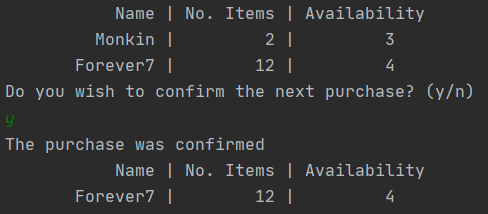 Name | No. Items | Availability
Monkin | 2 | 3
Forever7 | 12 | 4
Do you wish to confirm the next purchase? (y/n)
y
The purchase was confirmed
Name | No. Items | Availability
Forever7 | 12 | 4